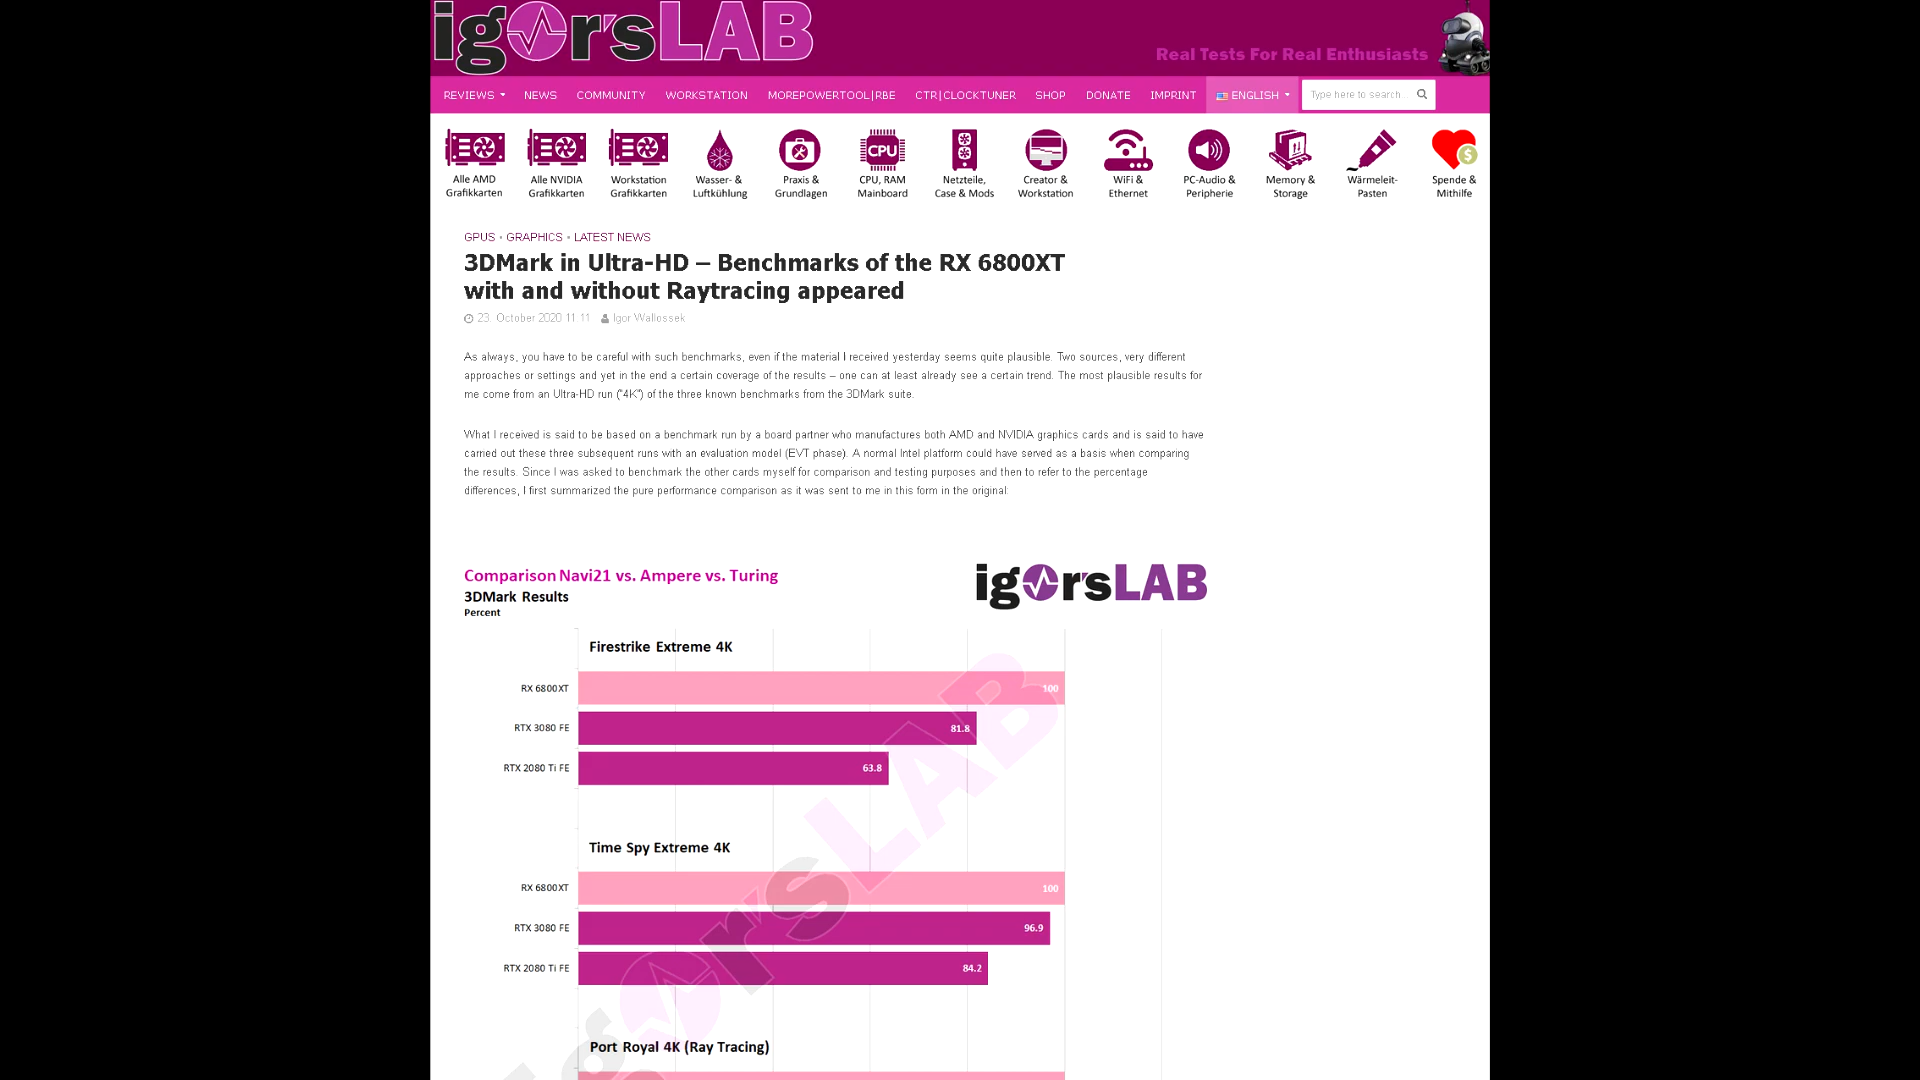 igor'sLAB
Real Tests For Real Enthusiasts
REVIEWS NEWS COMMUNITY WORKSTATION MOREPOWERTOOL|RBE CTR|CLOCKTUNER SHOP DONATE IMPRINT ENGLISH Type here to search...
Alle AMD Grafikkarten
Alle NVIDIA Grafikkarten
Workstation Grafikkarten
Wasser- & Luftkühlung
Praxis & Grundlagen
CPU
CPU, RAM Mainboard
Netzteile, Case & Mods
Creator & Workstation
WiFi & Ethernet
PC-Audio & Peripherie
Memory & Storage
Wärmeleit-Pasten
$
Spende & Mithilfe
GPUS • GRAPHICS • LATEST NEWS
3DMark in Ultra-HD – Benchmarks of the RX 6800XT
with and without Raytracing appeared
23. October 2020 11:11 Igor Wallossek
As always, you have to be careful with such benchmarks, even if the material I received yesterday seems quite plausible. Two sources, very different
approaches or settings and yet in the end a certain coverage of the results – one can at least already see a certain trend. The most plausible results for
me come from an Ultra-HD run ("4K") of the three known benchmarks from the 3DMark suite.
What I received is said to be based on a benchmark run by a board partner who manufactures both AMD and NVIDIA graphics cards and is said to have
carried out these three subsequent runs with an evaluation model (EVT phase). A normal Intel platform could have served as a basis when comparing
the results. Since I was asked to benchmark the other cards myself for comparison and testing purposes and then to refer to the percentage
differences, I first summarized the pure performance comparison as it was sent to me in this form in the original:
Comparison Navi21 vs. Ampere vs. Turing
igor'sLAB
3DMark Results
Percent
Firestrike Extreme 4K
RX 6800XT 100
RTX 3080 FE 81.8
RTX 2080 Ti FE 63.8
Time Spy Extreme 4K
RX 6800XT 100
RTX 3080 FE 96.9
RTX 2080 Ti FE 84.2
Port Royal 4K (Ray Tracing)
igor'sLAB